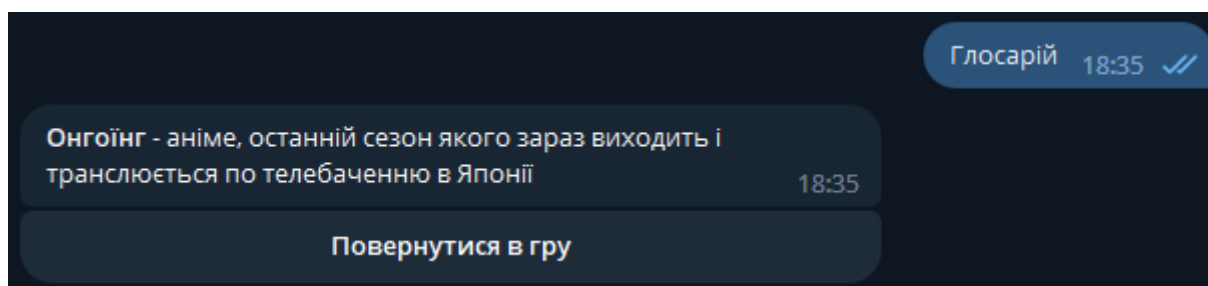 Глосарій 18:35
Онгоїнг - аніме, останній сезон якого зараз виходить і
транслюється по телебаченню в Японії 18:35
Повернутися в гру